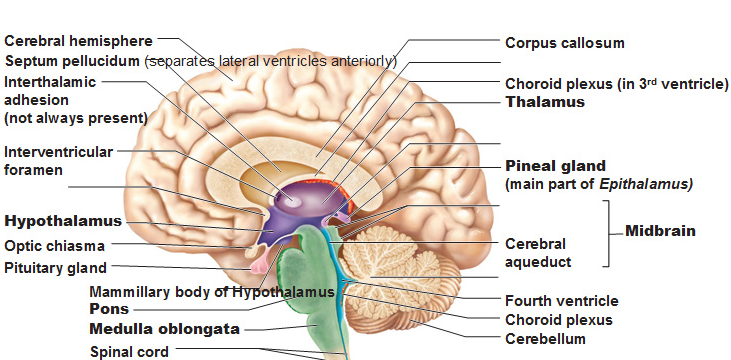 Cerebral hemisphere
Septum pellucidum (separates lateral ventricles anteriorly)
Interthalamic
adhesion
(not always present)
Interventricular
foramen
Hypothalamus
Optic chiasma
Pituitary gland
Mammillary body of Hypothalamus
Pons
Medulla oblongata
Spinal cord
Corpus callosum
Choroid plexus (in 3rd ventricle)
Thalamus
Pineal gland
(main part of Epithalamus)
Midbrain
Cerebral
aqueduct
Fourth ventricle
Choroid plexus
Cerebellum